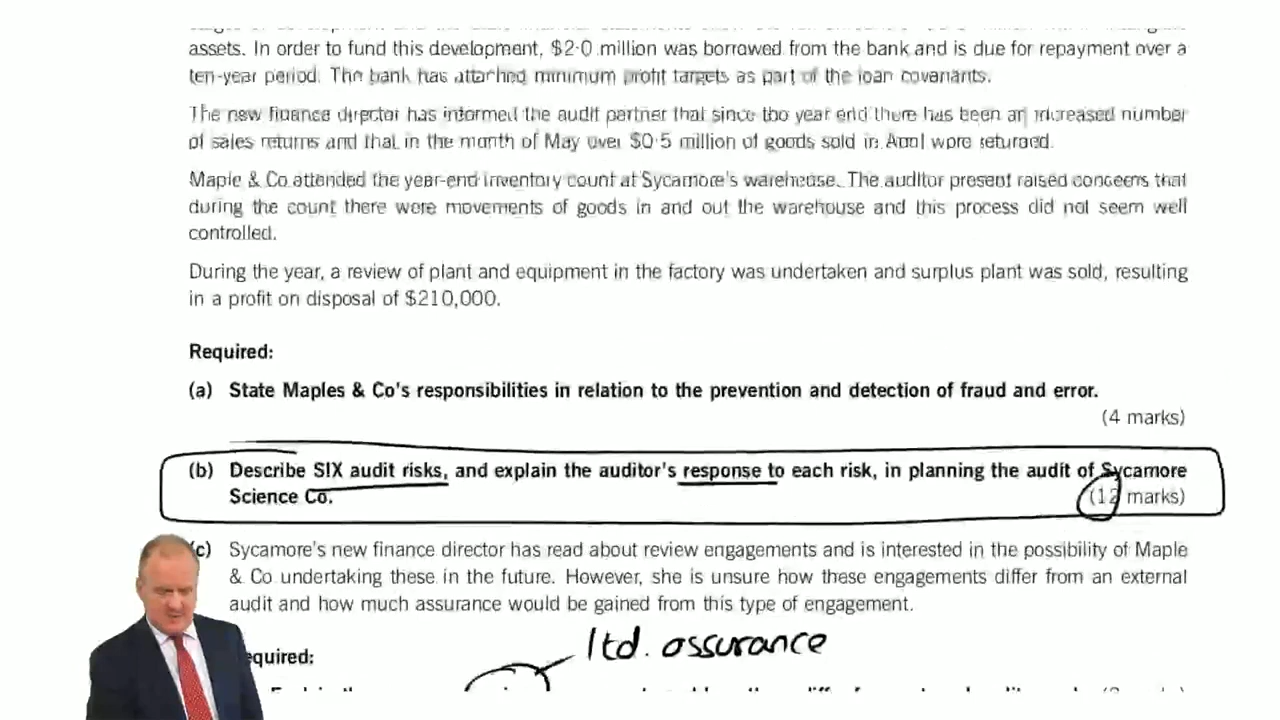 assets. In order to fund this development, $2·0 million was borrowed from the bank and is due for repayment over a
ten-year period. The bank has attached minimum profit targets as part of the loan covenants.
The new finance director has informed the audit partner that since the year end there has been an increased number
of sales returns and that in the month of May over $0·5 million of goods sold in April were returned.
Maple & Co attended the year-end inventory count at Sycamore's warehouse. The auditor present raised concerns that
during the count there were movements of goods in and out the warehouse and this process did not seem well
controlled.
During the year, a review of plant and equipment in the factory was undertaken and surplus plant was sold, resulting
in a profit on disposal of $210,000.
Required:
(a) State Maples & Co's responsibilities in relation to the prevention and detection of fraud and error.
(4 marks)
(b) Describe SIX audit risks, and explain the auditor's response to each risk, in planning the audit of Sycamore
Science Co. (12 marks)
(c) Sycamore's new finance director has read about review engagements and is interested in the possibility of Maple
& Co undertaking these in the future. However, she is unsure how these engagements differ from an external
audit and how much assurance would be gained from this type of engagement.
ltd. assurance
equired: